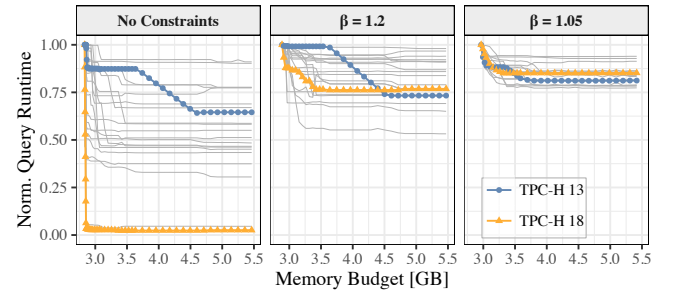 No Constraints
β = 1.2
β = 1.05
Norm. Query Runtime
1.00
0.75
0.50
0.25
0.00
TPC-H 13
TPC-H 18
3.0 3.5 4.0 4.5 5.0 5.5
3.0 3.5 4.0 4.5 5.0 5.5
3.0 3.5 4.0 4.5 5.0 5.5
Memory Budget [GB]